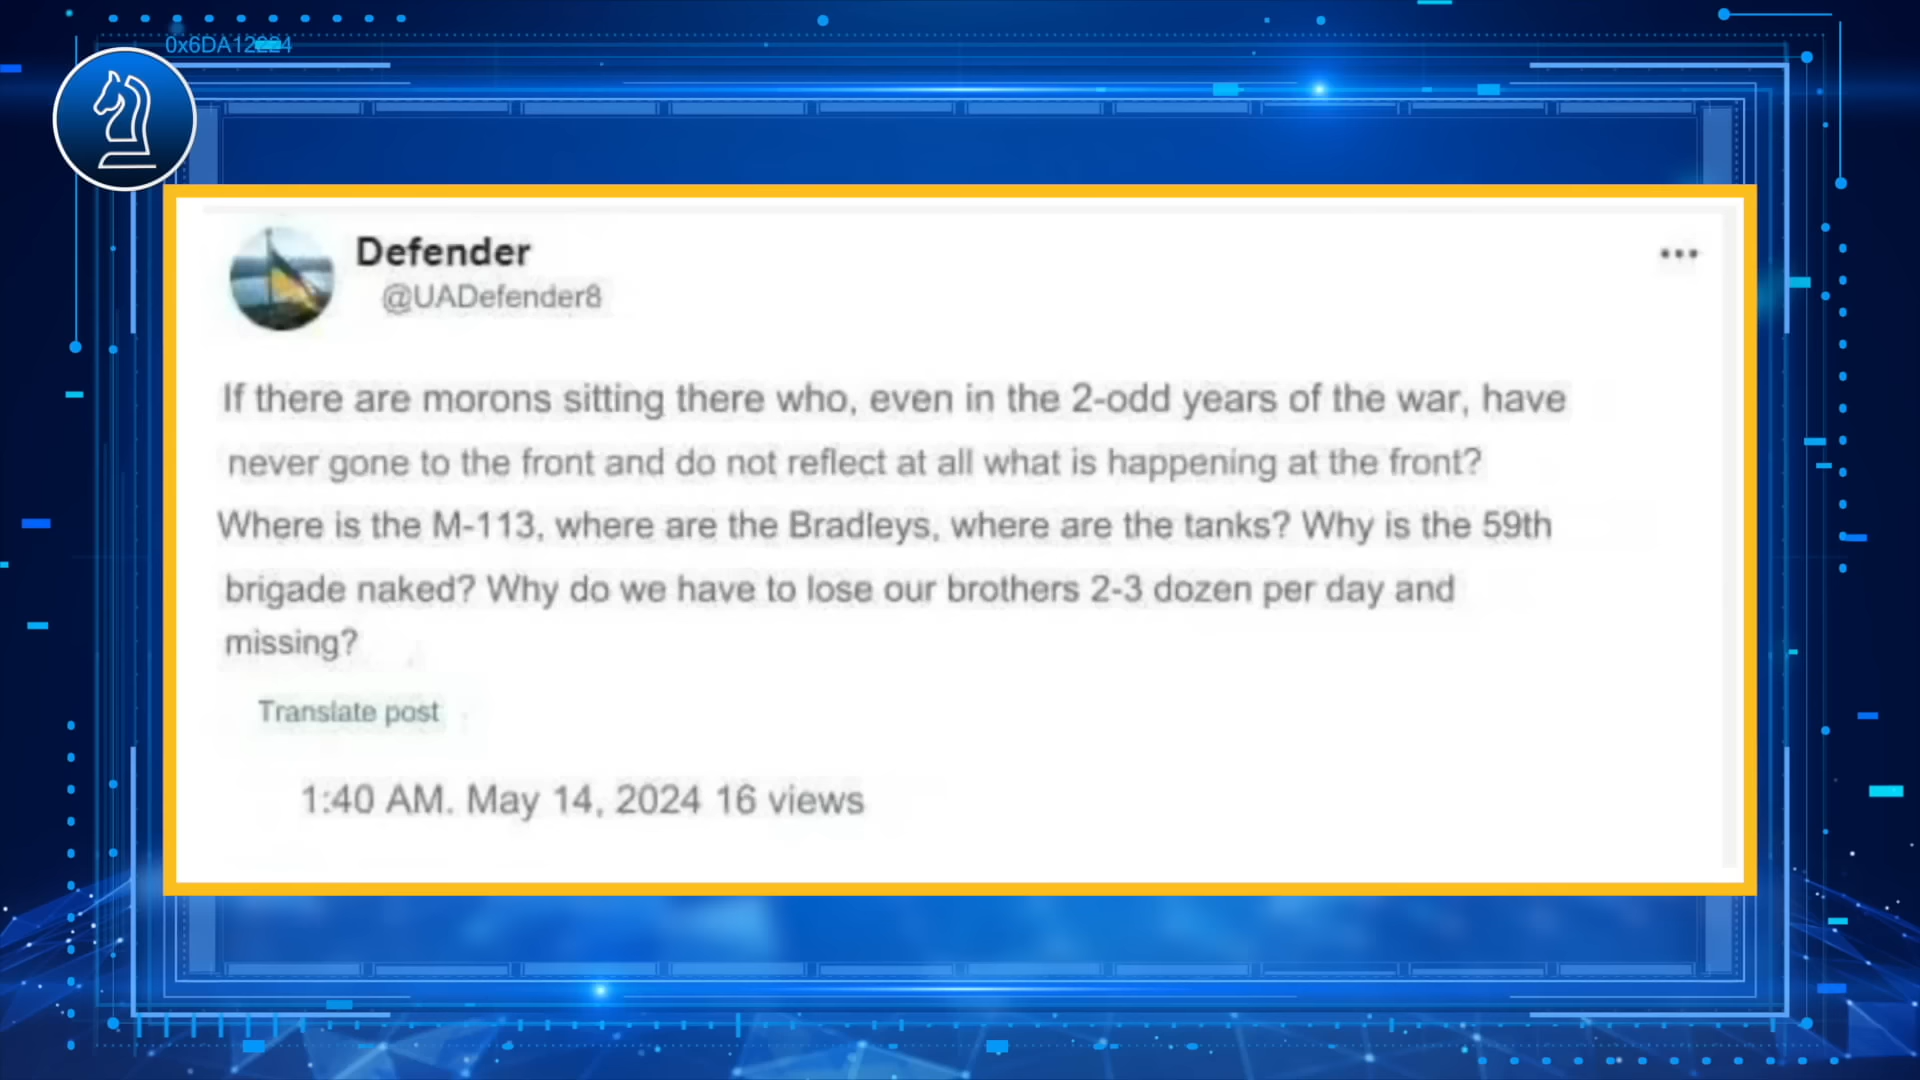 0x6DA12224
Defender
@UADefender8
If there are morons sitting there who, even in the 2-odd years of the war, have
never gone to the front and do not reflect at all what is happening at the front?
Where is the M-113, where are the Bradleys, where are the tanks? Why is the 59th
brigade naked? Why do we have to lose our brothers 2-3 dozen per day and
missing?
Translate post
1:40 AM. May 14, 2024 16 views